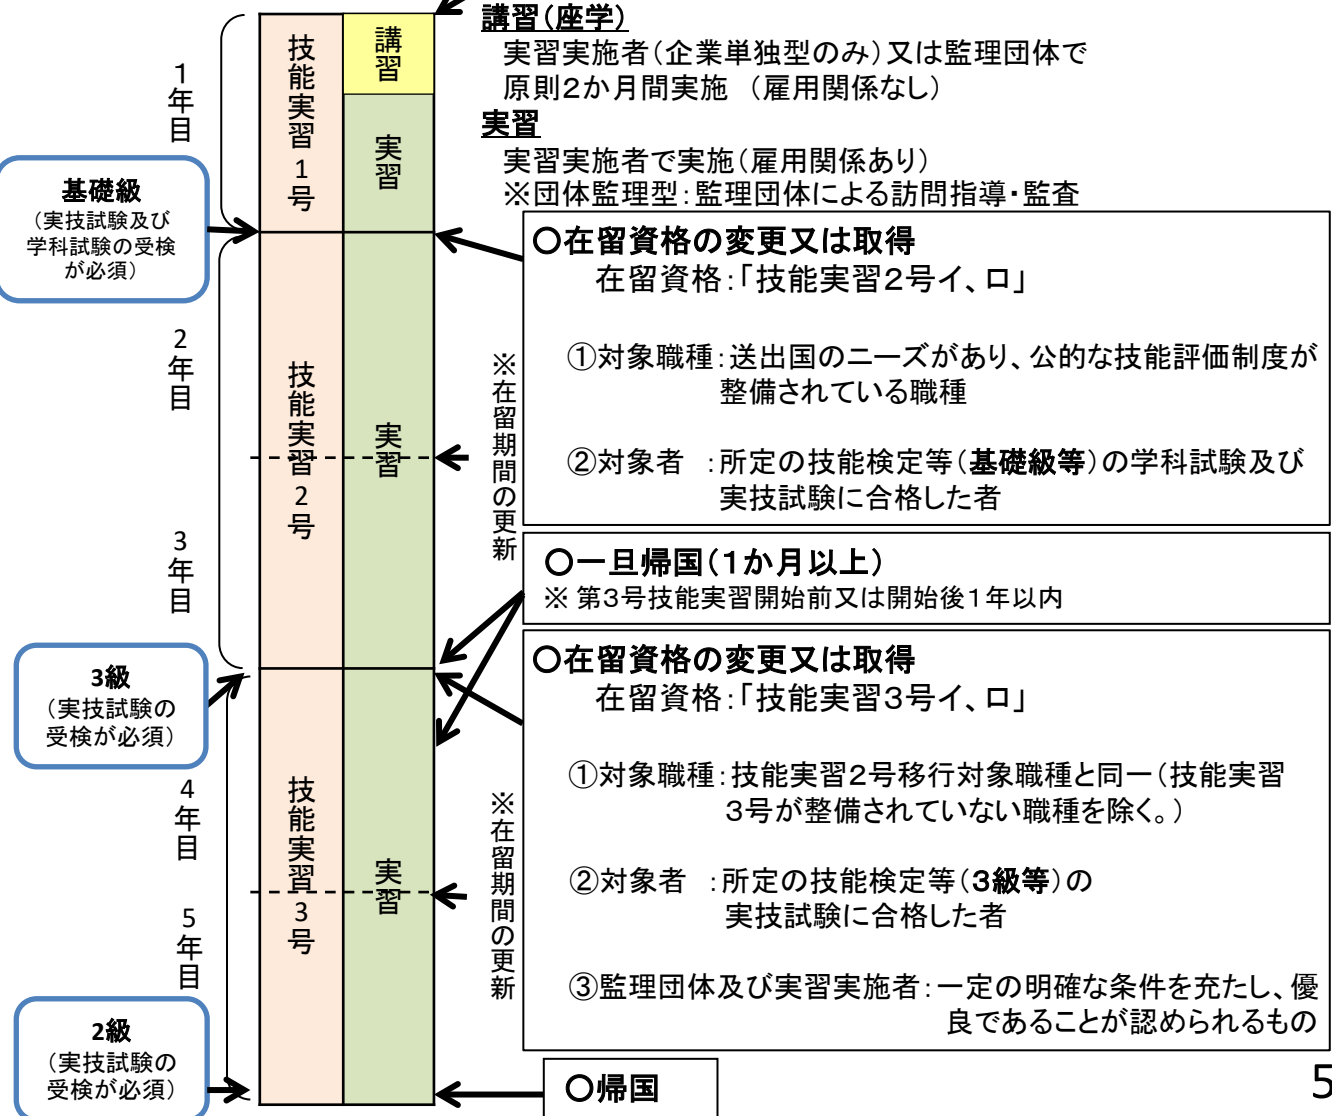 講習(座学)
実習実施者(企業単独型のみ)又は監理団体で
原則2か月間実施 (雇用関係なし)
実習
実習実施者で実施(雇用関係あり)
※団体監理型:監理団体による訪問指導・監査
1年目
技能実習1号
講習
実習
基礎級
(実技試験及び
学科試験の受検
が必須)
○在留資格の変更又は取得
在留資格:「技能実習2号イ、ロ」
①対象職種:送出国のニーズがあり、公的な技能評価制度が
整備されている職種
②対象者 :所定の技能検定等(基礎級等)の学科試験及び
実技試験に合格した者
2年目
技能実習2号
実習
※在留期間の更新
3年目
○一旦帰国(1か月以上)
※ 第3号技能実習開始前又は開始後1年以内
3級
(実技試験の
受検が必須)
○在留資格の変更又は取得
在留資格:「技能実習3号イ、ロ」
①対象職種:技能実習2号移行対象職種と同一(技能実習
3号が整備されていない職種を除く。)
②対象者 :所定の技能検定等(3級等)の
実技試験に合格した者
③監理団体及び実習実施者:一定の明確な条件を充たし、優
良であることが認められるもの
4年目
技能実習3号
実習
※在留期間の更新
5年目
2級
(実技試験の
受検が必須)
○帰国
5